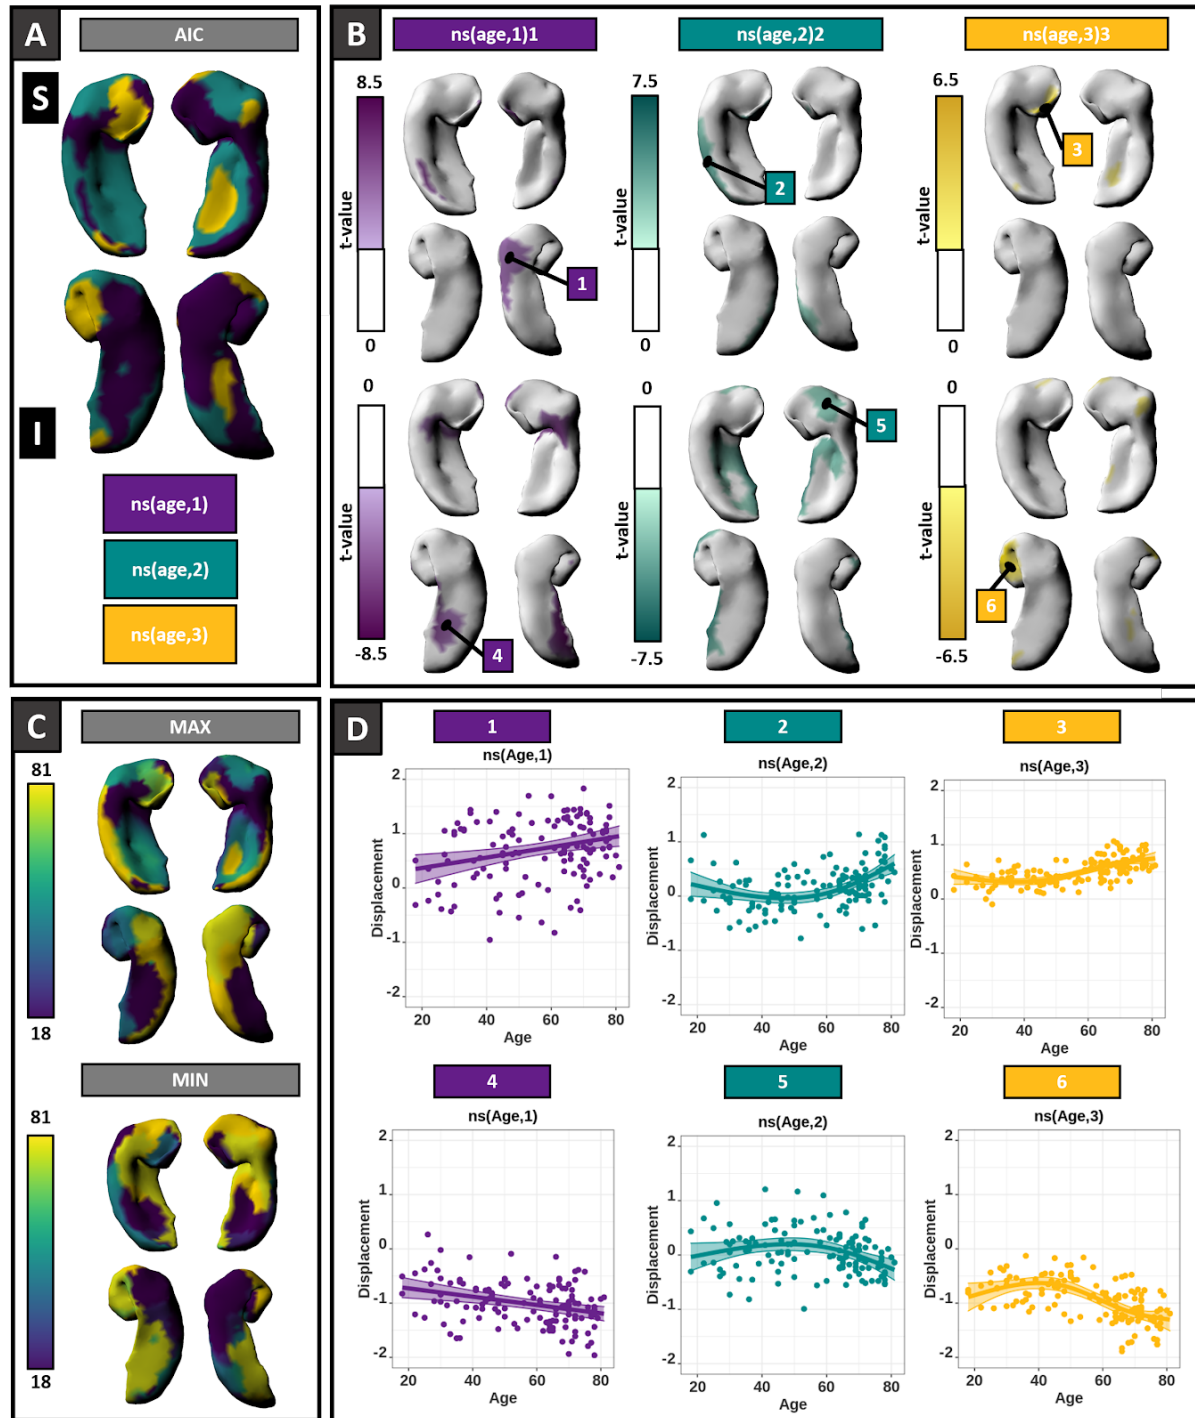 A
AIC
S
I
ns(age,1)
ns(age,2)
ns(age,3)
B
ns(age,1)1
ns(age,2)2
ns(age,3)3
8.5
t-value
0
1
7.5
t-value
0
2
6.5
t-value
0
3
0
t-value
-8.5
4
0
t-value
-7.5
5
0
t-value
-6.5
6
C
MAX
81
18
MIN
81
18
D
1
ns(Age,1)
2
1
0
-1
-2
Displacement
20 40 60 80
Age
2
ns(Age,2)
2
1
0
-1
-2
Displacement
20 40 60 80
Age
3
ns(Age,3)
2
1
0
-1
-2
Displacement
20 40 60 80
Age
4
ns(Age,1)
2
1
0
-1
-2
Displacement
20 40 60 80
Age
5
ns(Age,2)
2
1
0
-1
-2
Displacement
20 40 60 80
Age
6
ns(Age,3)
2
1
0
-1
-2
Displacement
20 40 60 80
Age